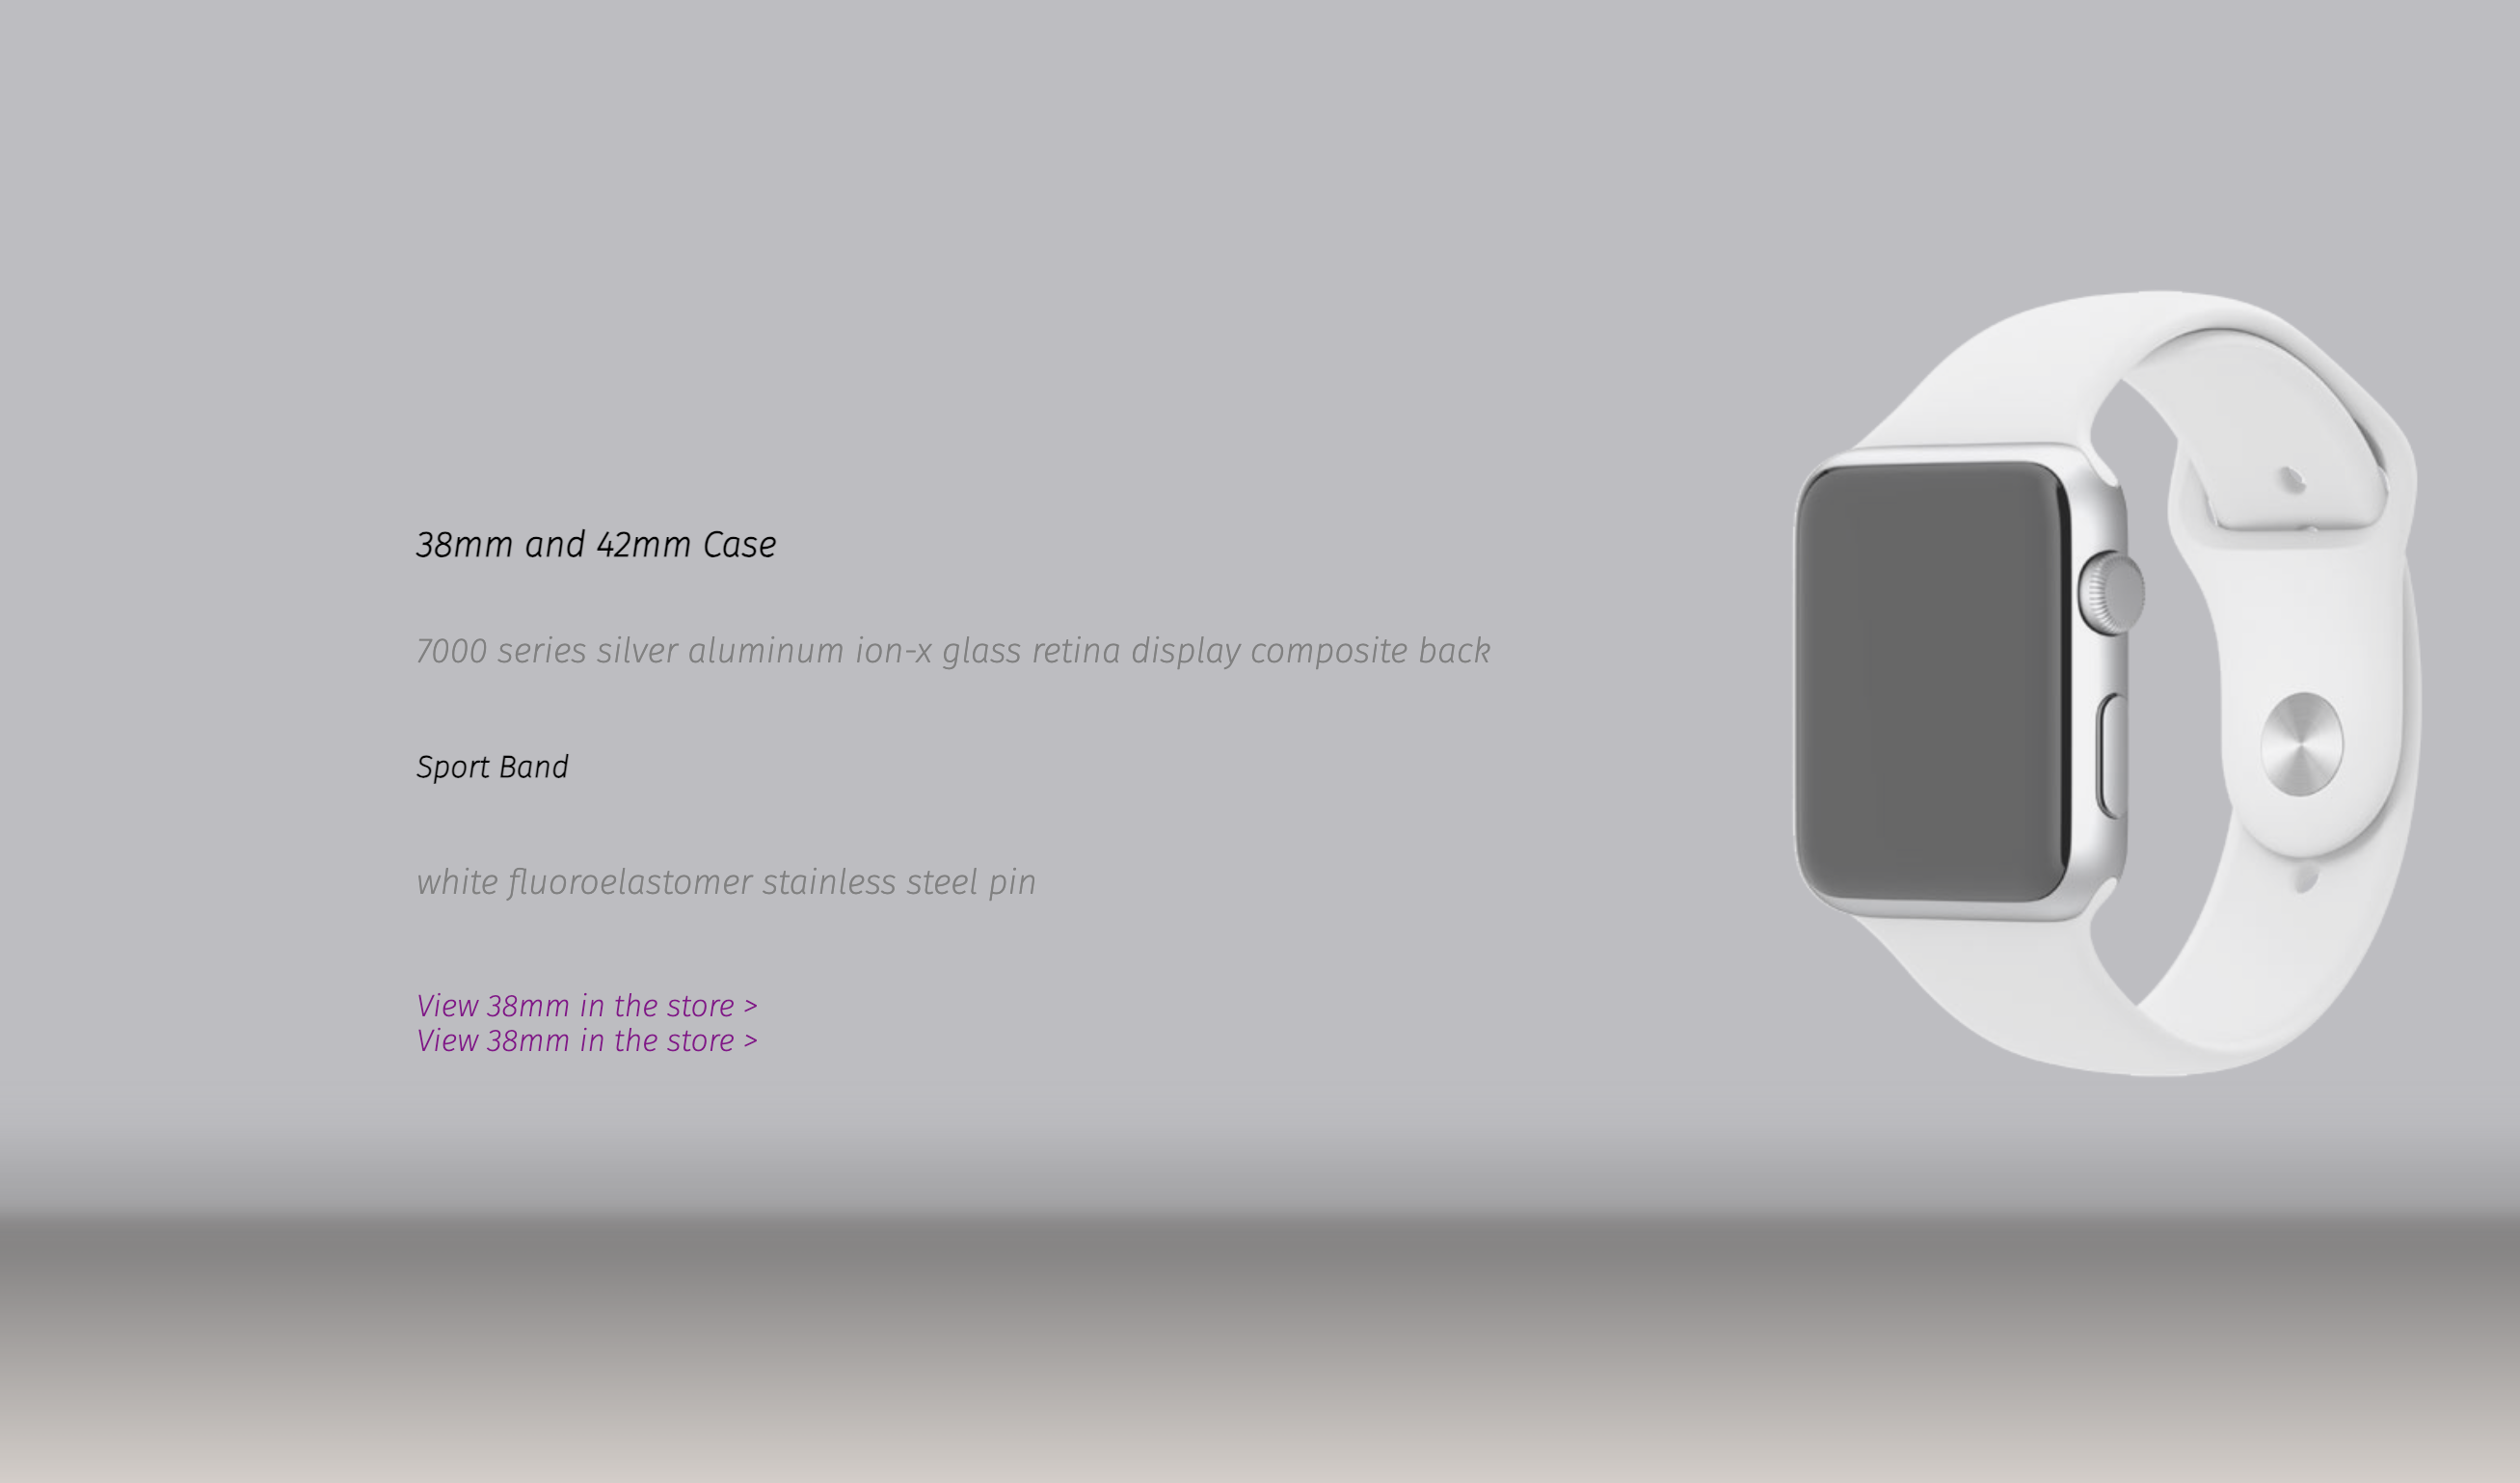 38mm and 42mm Case
7000 series silver aluminum ion-x glass retina display composite back
Sport Band
white fluoroelastomer stainless steel pin
View 38mm in the store >
View 38mm in the store >